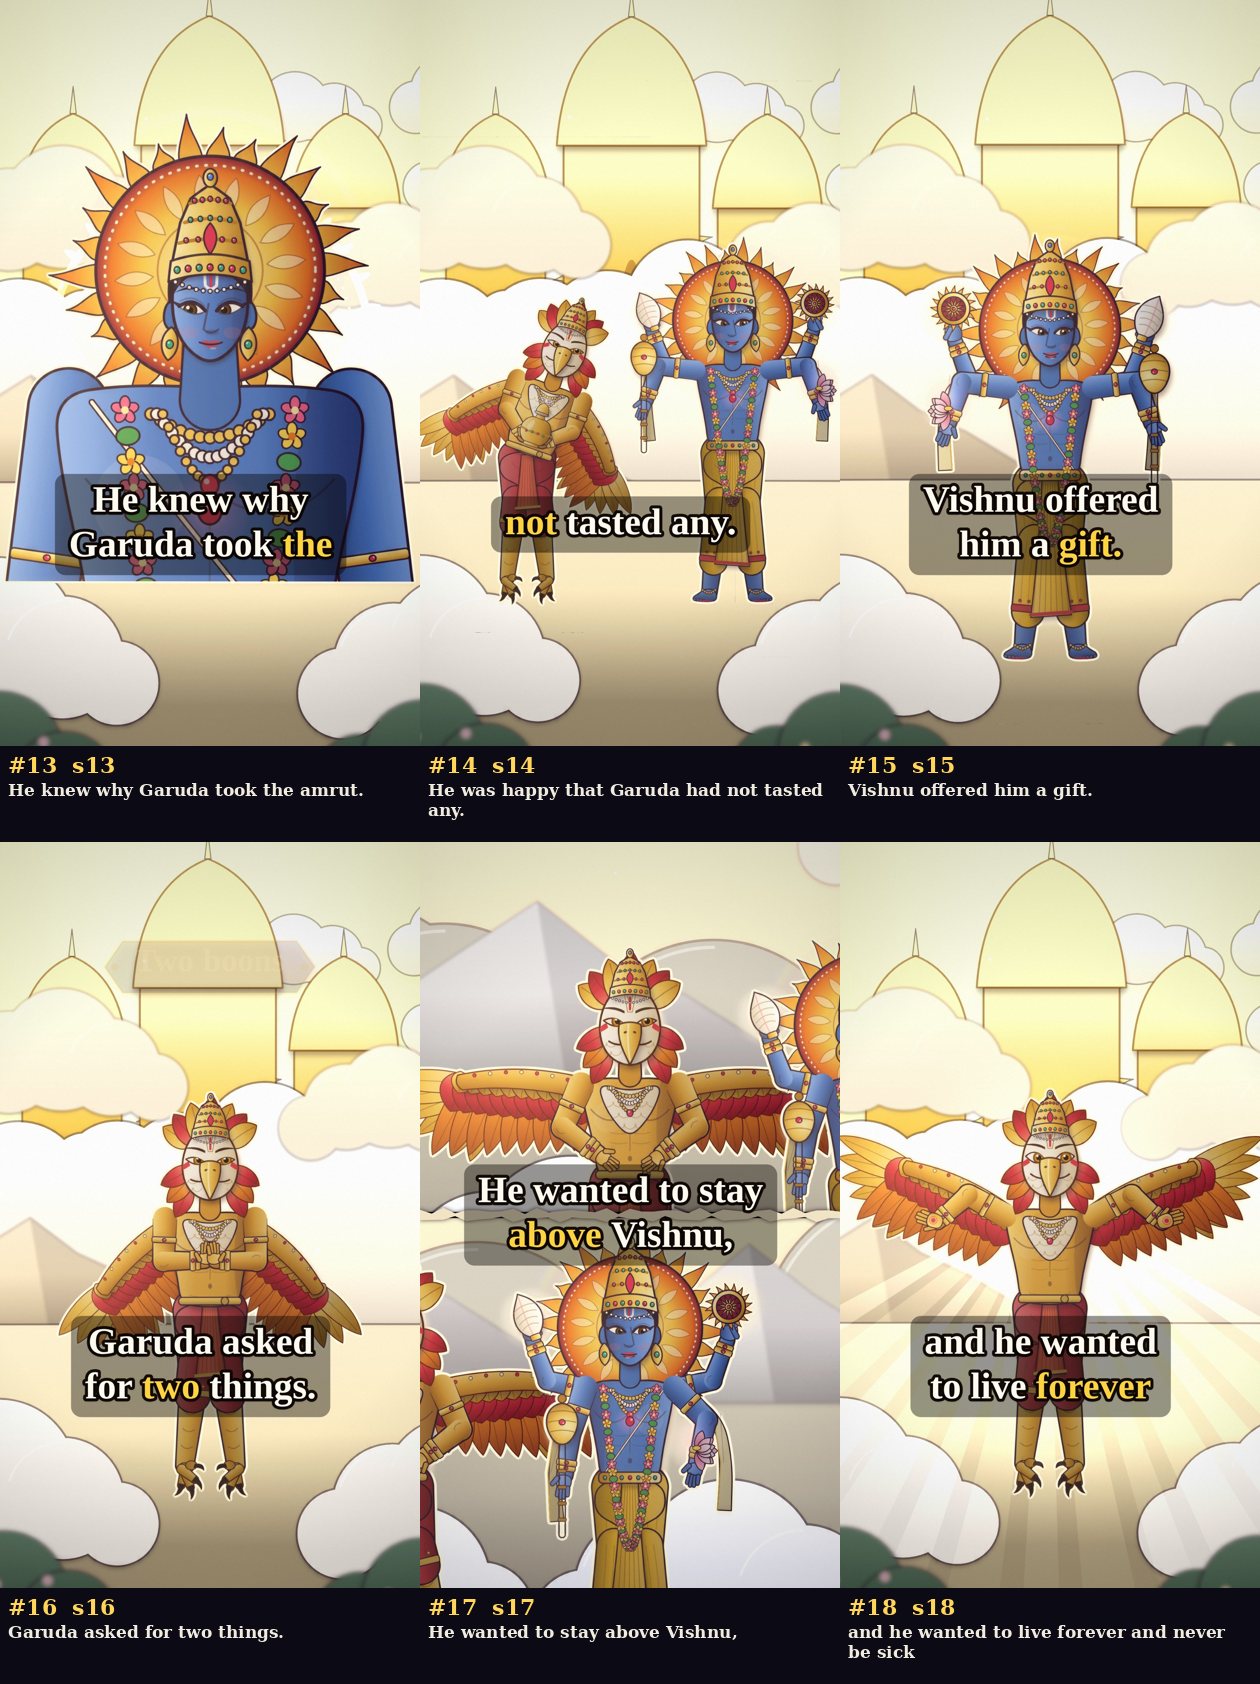 He knew why
Garuda took the
not tasted any.
Vishnu offered
him a gift.
#13 s13
He knew why Garuda took the amrut.
#14 s14
He was happy that Garuda had not tasted
any.
#15 s15
Vishnu offered him a gift.
Two boons
Garuda asked
for two things.
He wanted to stay
above Vishnu,
and he wanted
to live forever
#16 s16
Garuda asked for two things.
#17 s17
He wanted to stay above Vishnu,
#18 s18
and he wanted to live forever and never
be sick